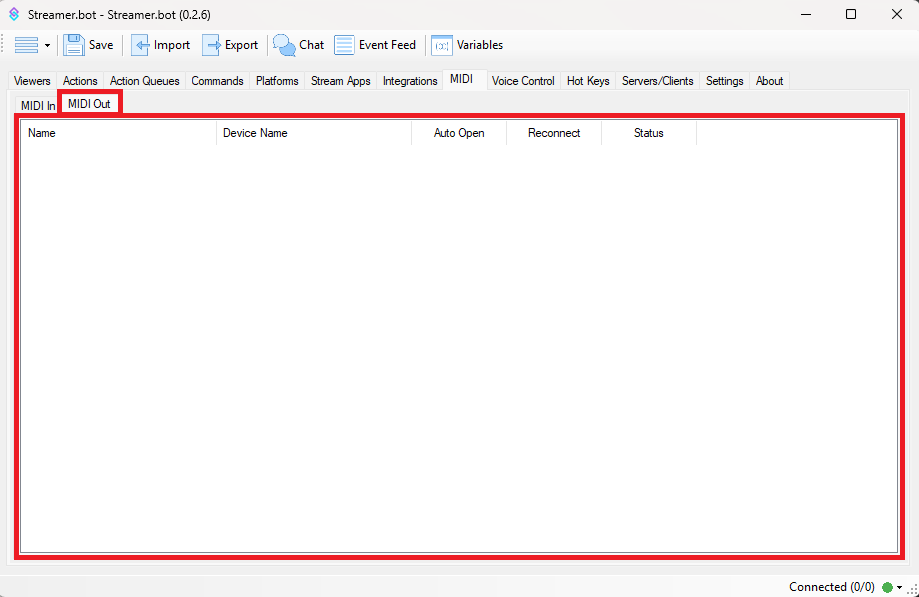 Streamer.bot - Streamer.bot (0.2.6)
Save Import Export Chat Event Feed (x) Variables
Viewers Actions Action Queues Commands Platforms Stream Apps Integrations MIDI Voice Control Hot Keys Servers/Clients Settings About
MIDI In MIDI Out
Name Device Name Auto Open Reconnect Status
Connected (0/0)